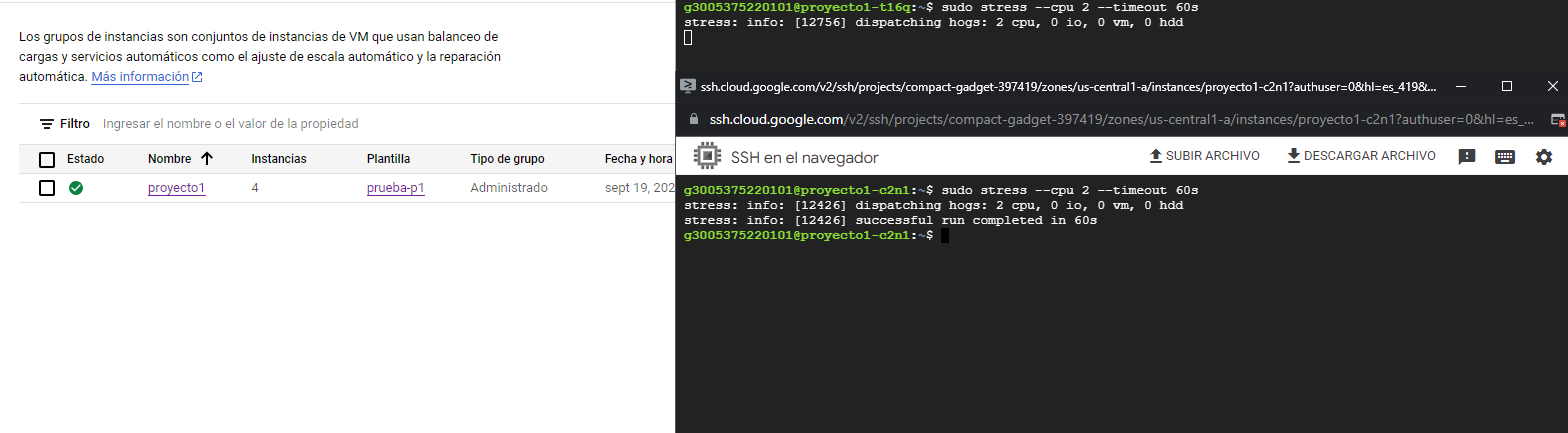 Los grupos de instancias son conjuntos de instancias de VM que usan balanceo de
cargas y servicios automáticos como el ajuste de escala automático y la reparación
automática. Más información
Filtro Ingresar el nombre o el valor de la propiedad
Estado Nombre Instancias Plantilla Tipo de grupo Fecha y hora
proyecto1 4 prueba-p1 Administrado sept 19, 202
g3005375220101@proyecto1-t16q:~$ sudo stress --cpu 2 --timeout 60s
stress: info: [12756] dispatching hogs: 2 cpu, 0 io, 0 vm, 0 hdd
ssh.cloud.google.com/v2/ssh/projects/compact-gadget-397419/zones/us-central1-a/instances/proyecto1-c2n1?authuser=0&hl=es_419&...
ssh.cloud.google.com/v2/ssh/projects/compact-gadget-397419/zones/us-central1-a/instances/proyecto1-c2n1?authuser=0&hl=es_...
SSH en el navegador SUBIR ARCHIVO DESCARGAR ARCHIVO
g3005375220101@proyecto1-c2n1:~$ sudo stress --cpu 2 --timeout 60s
stress: info: [12426] dispatching hogs: 2 cpu, 0 io, 0 vm, 0 hdd
stress: info: [12426] successful run completed in 60s
g3005375220101@proyecto1-c2n1:~$